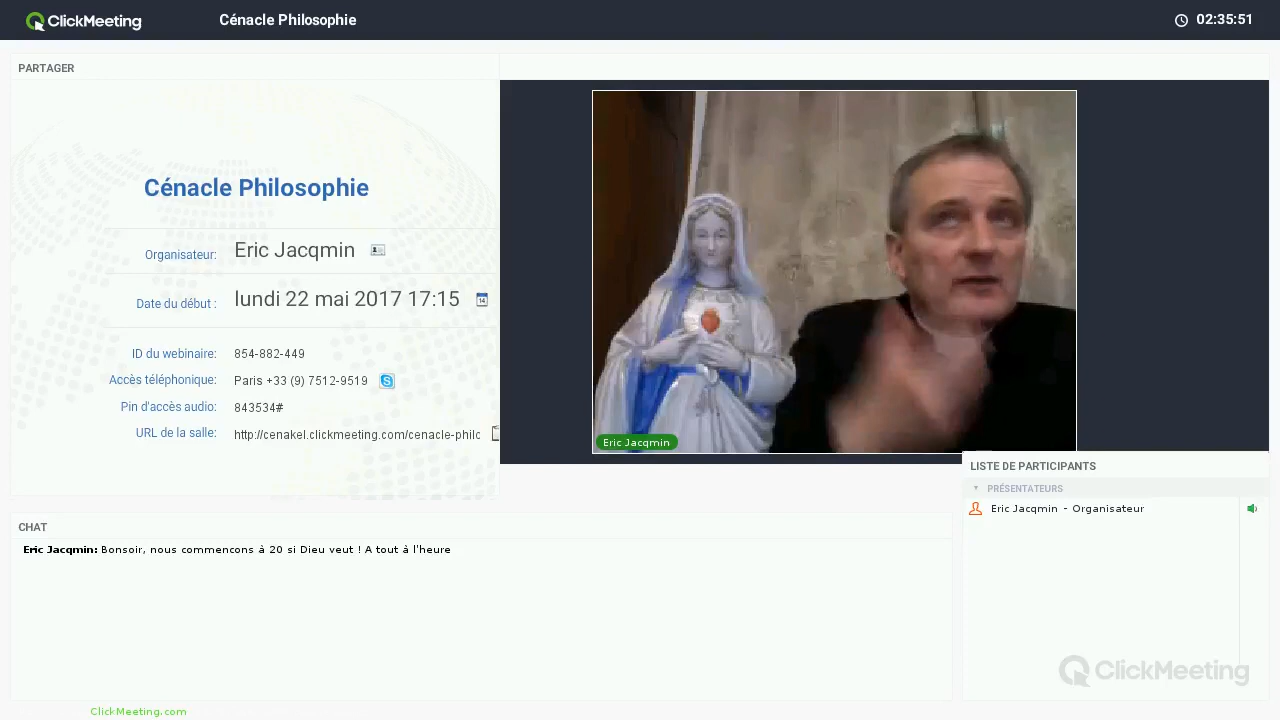 ClickMeeting
Cénacle Philosophie
02:35:51
PARTAGER
Cénacle Philosophie
Organisateur: Eric Jacqmin
Date du début : lundi 22 mai 2017 17:15
14
ID du webinaire: 854-882-449
Accès téléphonique: Paris +33 (9) 7512-9519
Pin d'accès audio: 843534#
URL de la salle: http://cenakel.clickmeeting.com/cenacle-philc
Eric Jacqmin
LISTE DE PARTICIPANTS
PRÉSENTATEURS
Eric Jacqmin - Organisateur
CHAT
Eric Jacqmin: Bonsoir, nous commencons à 20 si Dieu veut ! A tout à l'heure
ClickMeeting
ClickMeeting.com